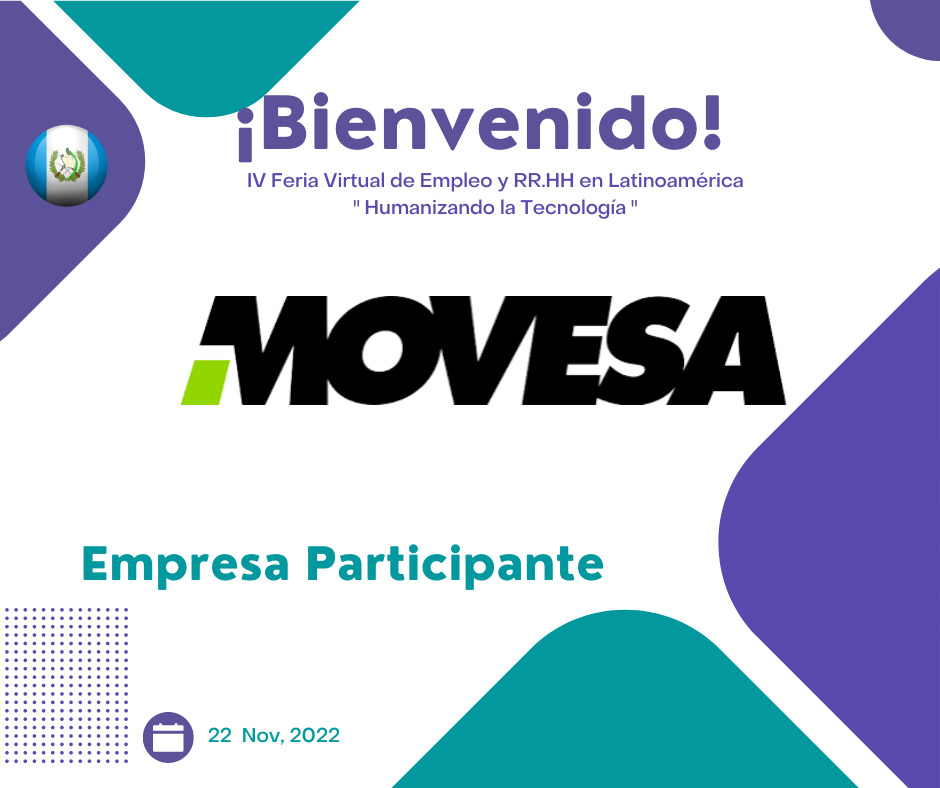 ¡Bienvenido!
IV Feria Virtual de Empleo y RR.HH en Latinoamérica
" Humanizando la Tecnología "
MOVESA
Empresa Participante
22 Nov, 2022